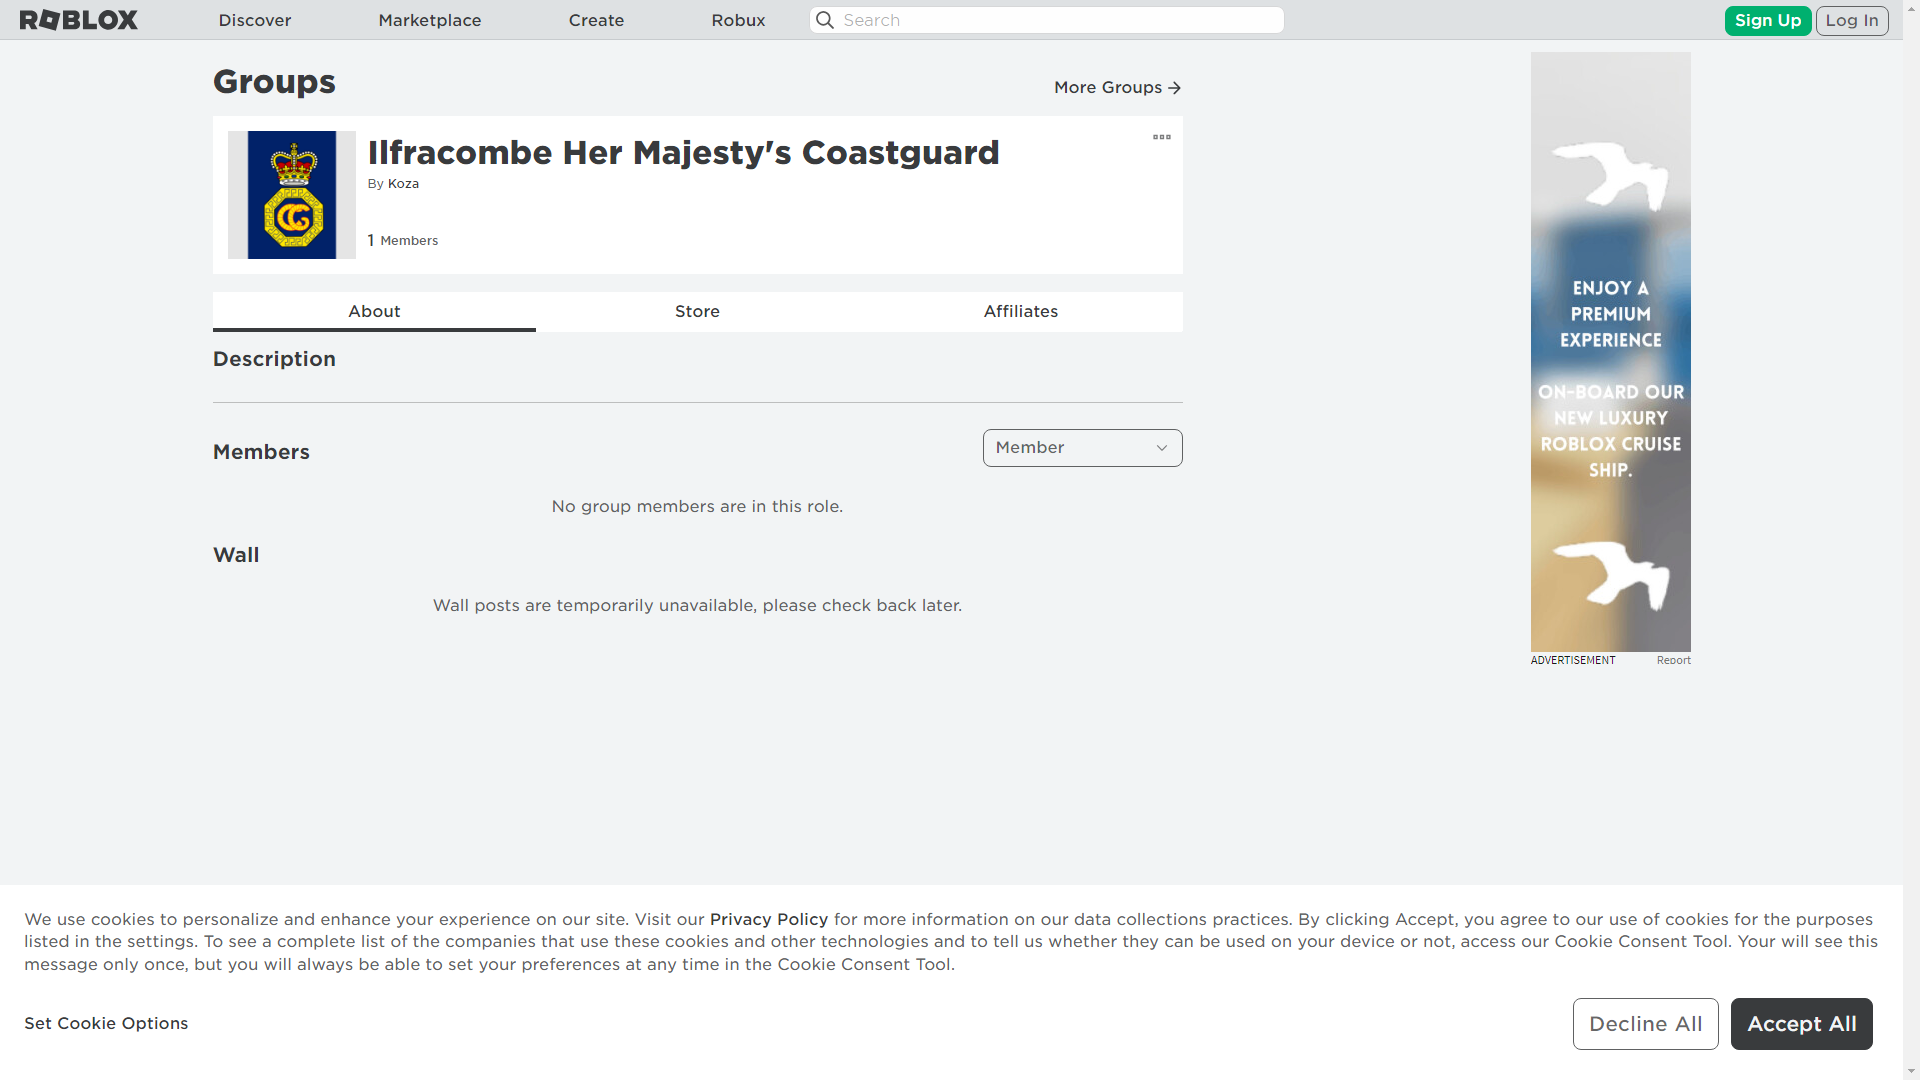 ROBLOX
Discover
Marketplace
Create
Robux
Search
Sign Up
Log In
Groups
More Groups
Ilfracombe Her Majesty's Coastguard
By Koza
1 Members
About
Store
Affiliates
Description
Members
Member
No group members are in this role.
Wall
Wall posts are temporarily unavailable, please check back later.
CG
ENJOY A
PREMIUM
EXPERIENCE
ON-BOARD OUR
NEW LUXURY
ROBLOX CRUISE
SHIP.
ADVERTISEMENT
Report
We use cookies to personalize and enhance your experience on our site. Visit our Privacy Policy for more information on our data collections practices. By clicking Accept, you agree to our use of cookies for the purposes
listed in the settings. To see a complete list of the companies that use these cookies and other technologies and to tell us whether they can be used on your device or not, access our Cookie Consent Tool. Your will see this
message only once, but you will always be able to set your preferences at any time in the Cookie Consent Tool.
Set Cookie Options
Decline All
Accept All